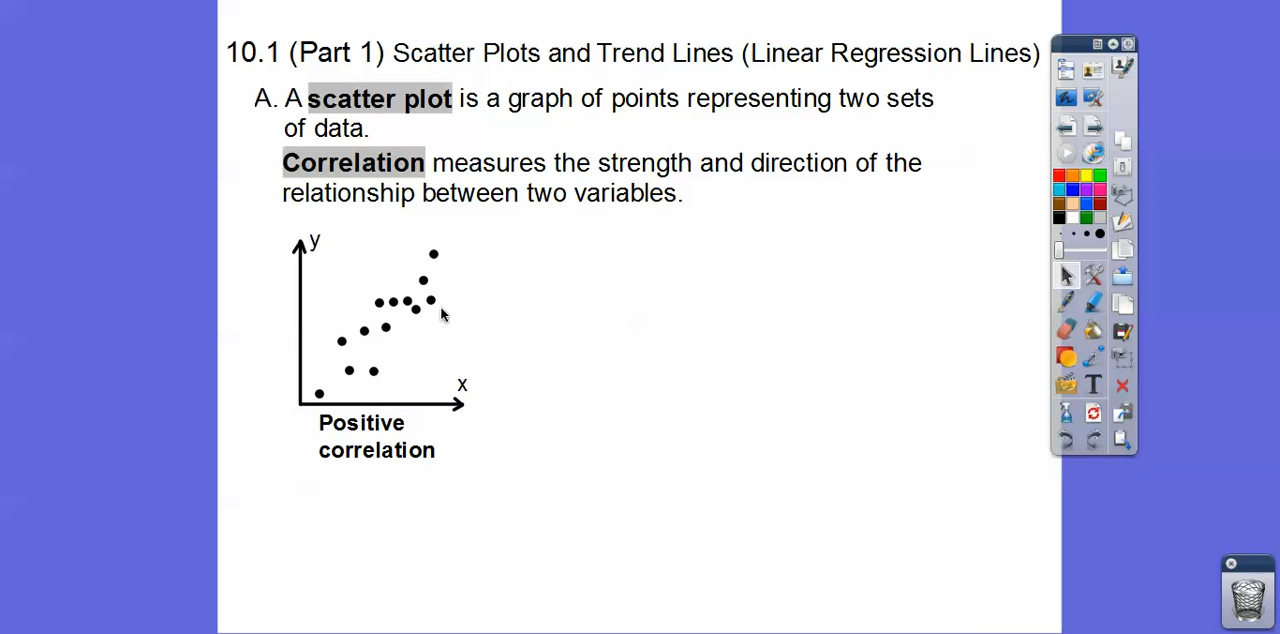 10.1 (Part 1) Scatter Plots and Trend Lines (Linear Regression Lines)
A. A scatter plot is a graph of points representing two sets
of data.
Correlation measures the strength and direction of the
relationship between two variables.
y
x
Positive
correlation
T